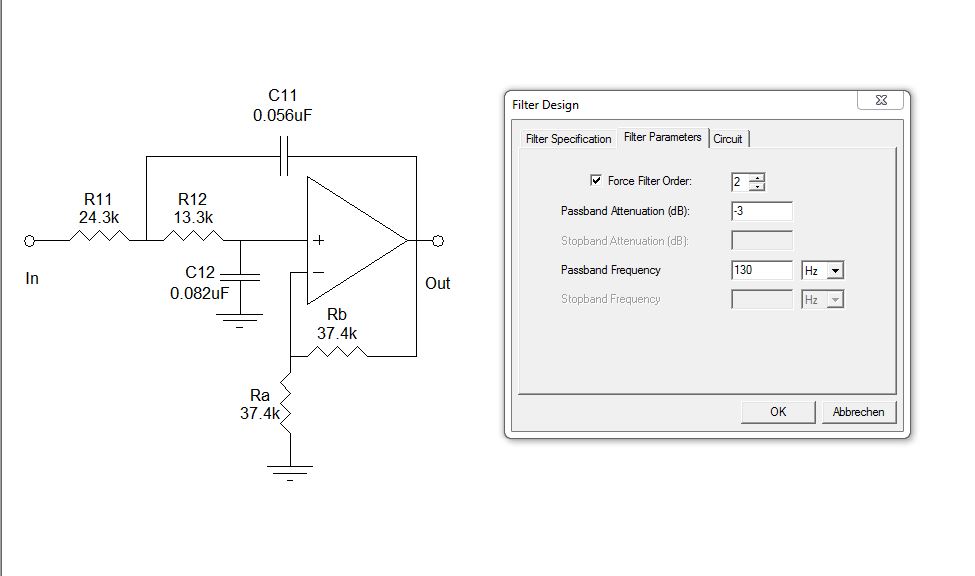 C11
0.056uF
R11
24.3k
R12
13.3k
+
C12
0.082uF
−
In
Out
Rb
37.4k
Ra
37.4k
Filter Design
Filter Specification
Filter Parameters
Circuit
Force Filter Order:
2
Passband Attenuation (dB):
-3
Stopband Attenuation (dB):
Passband Frequency
130
Hz
Stopband Frequency
Hz
OK
Abbrechen